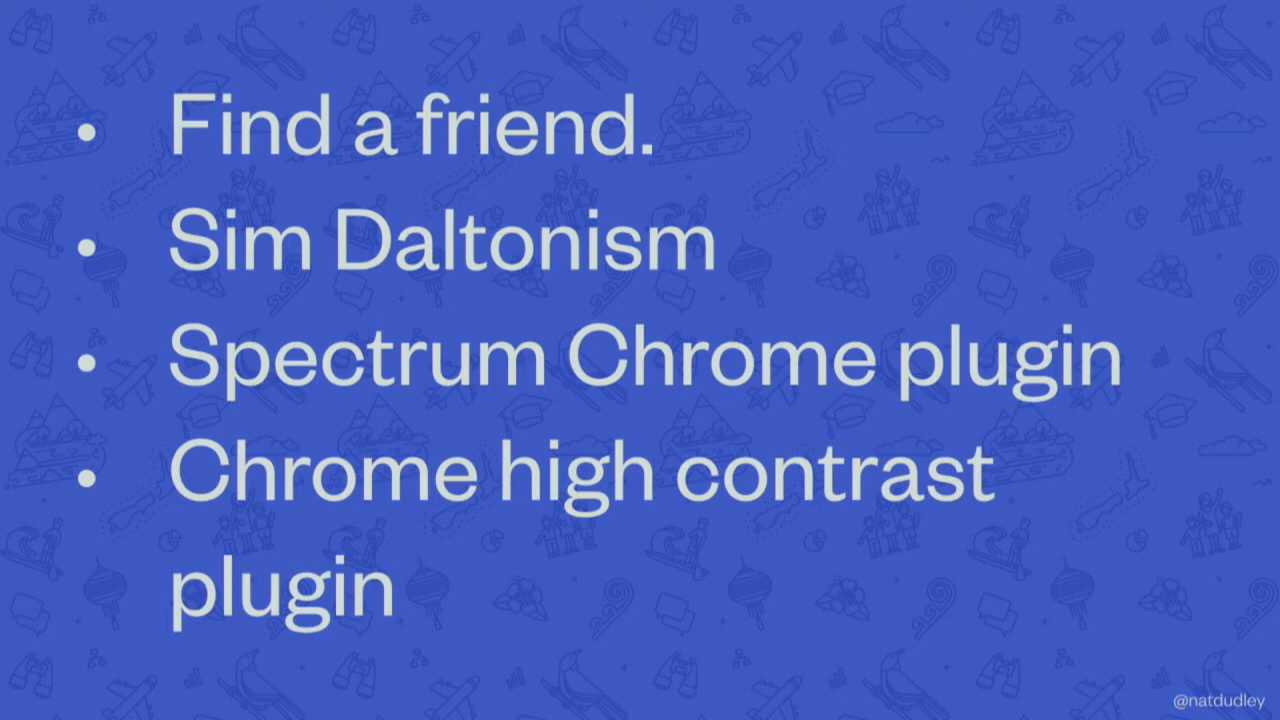 • Find a friend.
• Sim Daltonism
• Spectrum Chrome plugin
• Chrome high contrast
plugin
@natdudley